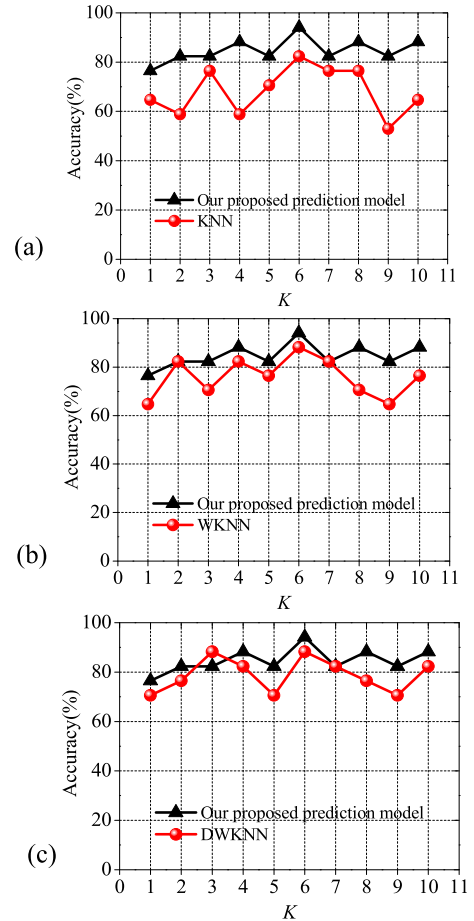 100
80
60
40
20
0
Accuracy(%)
Our proposed prediction model
KNN
(a)
0 1 2 3 4 5 6 7 8 9 10 11
K
100
80
60
40
20
0
Accuracy(%)
Our proposed prediction model
WKNN
(b)
0 1 2 3 4 5 6 7 8 9 10 11
K
100
80
60
40
20
0
Accuracy(%)
Our proposed prediction model
DWKNN
(c)
0 1 2 3 4 5 6 7 8 9 10 11
K